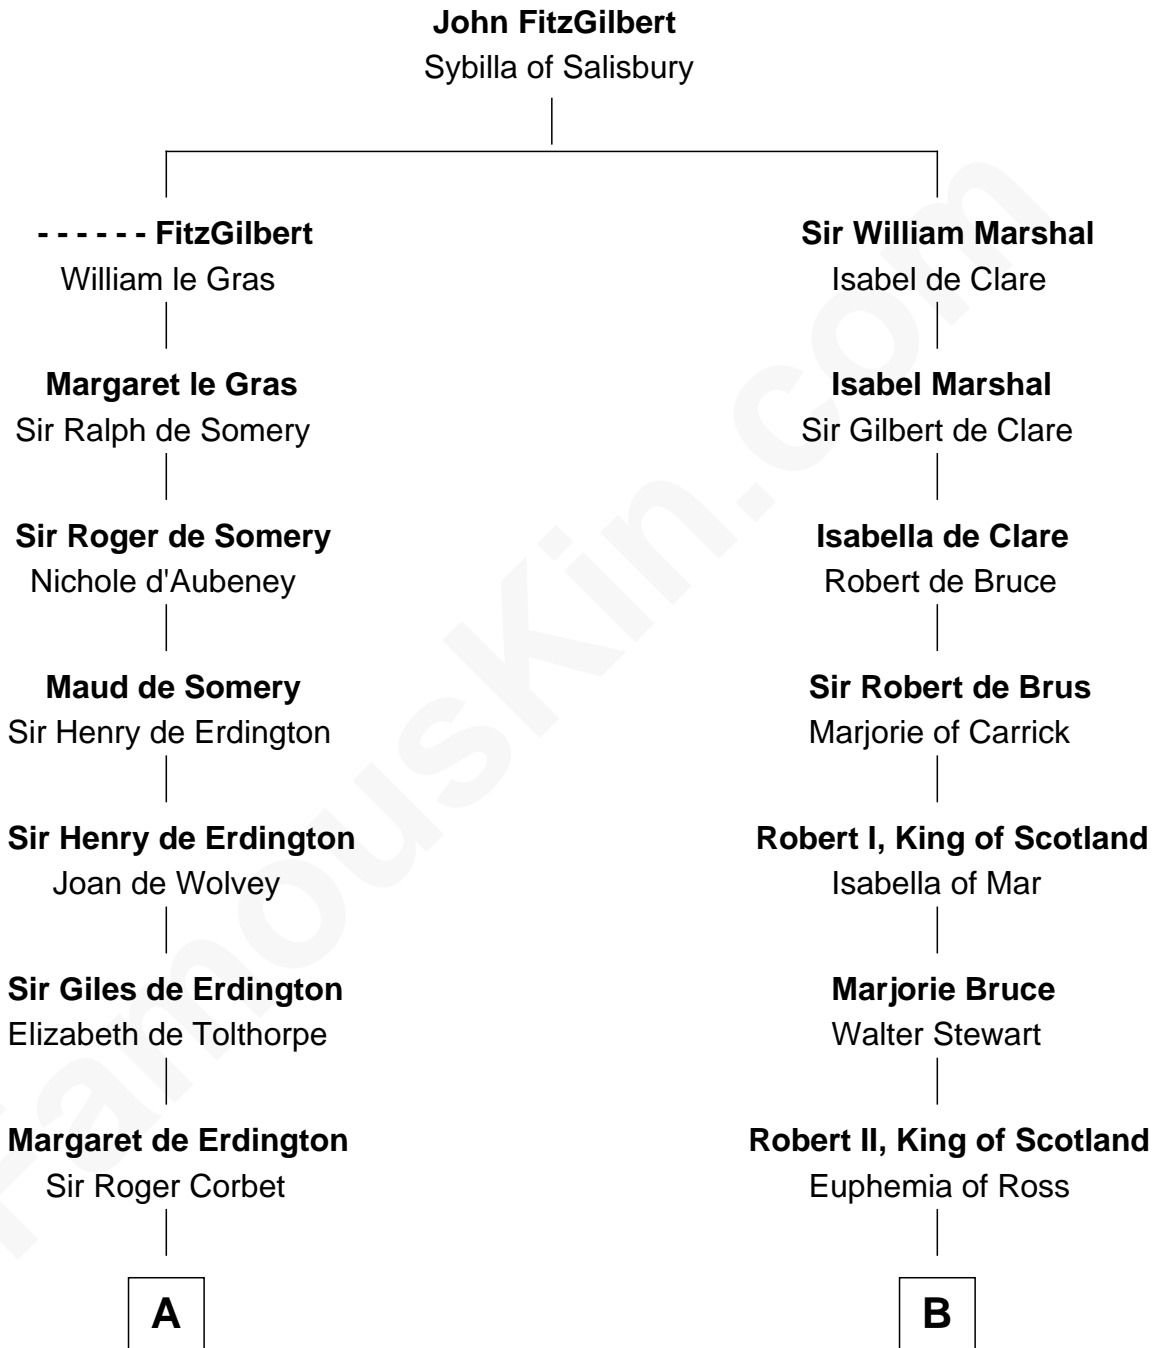 John FitzGilbert
Sybilla of Salisbury
- - - - - - FitzGilbert
William le Gras
Sir William Marshal
Isabel de Clare
Margaret le Gras
Sir Ralph de Somery
Isabel Marshal
Sir Gilbert de Clare
Sir Roger de Somery
Nichole d'Aubeney
Isabella de Clare
Robert de Bruce
Maud de Somery
Sir Henry de Erdington
Sir Robert de Brus
Marjorie of Carrick
Sir Henry de Erdington
Joan de Wolvey
Robert I, King of Scotland
Isabella of Mar
Sir Giles de Erdington
Elizabeth de Tolthorpe
Marjorie Bruce
Walter Stewart
Margaret de Erdington
Sir Roger Corbet
Robert II, King of Scotland
Euphemia of Ross
A
B
FamousKin.com